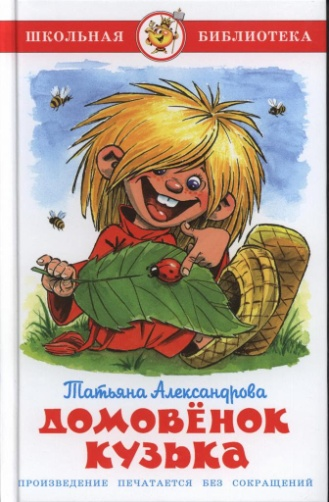 ШКОЛЬНАЯ БИБЛИОТЕКА
Татьяна Александрова
ДОМОВЁНОК
КУЗЬКА
ПРОИЗВЕДЕНИЕ ПЕЧАТАЕТСЯ БЕЗ СОКРАЩЕНИЙ